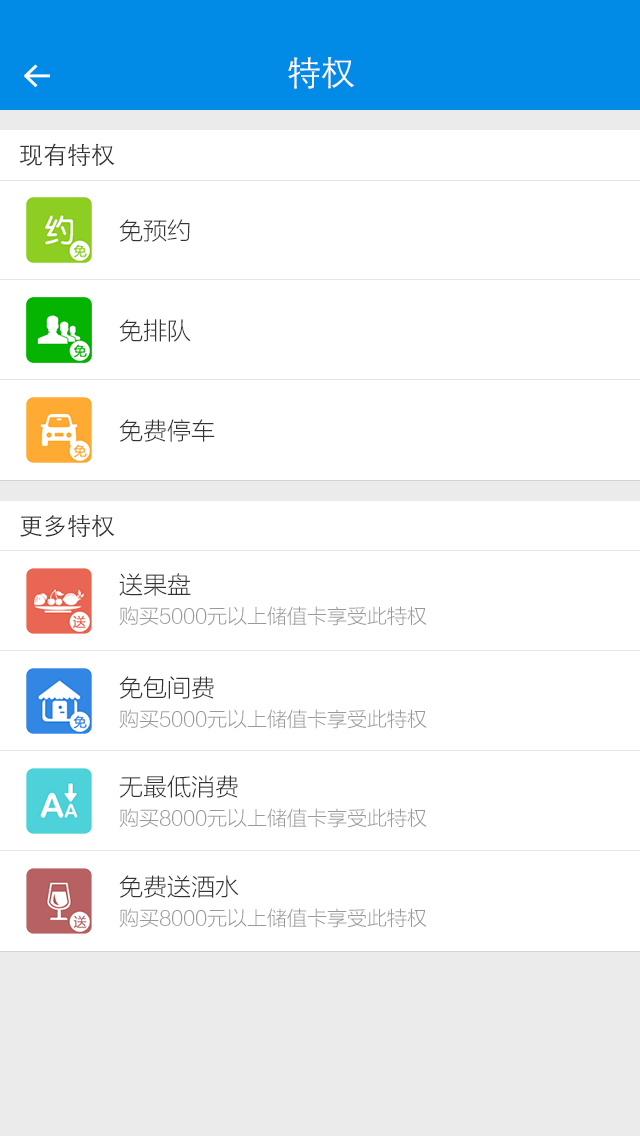 特权
现有特权
约
免
免预约
免
免排队
免
免费停车
更多特权
送果盘
送
购买5000元以上储值卡享受此特权
免包间费
免
购买5000元以上储值卡享受此特权
无最低消费
AA
购买8000元以上储值卡享受此特权
免费送酒水
送
购买8000元以上储值卡享受此特权